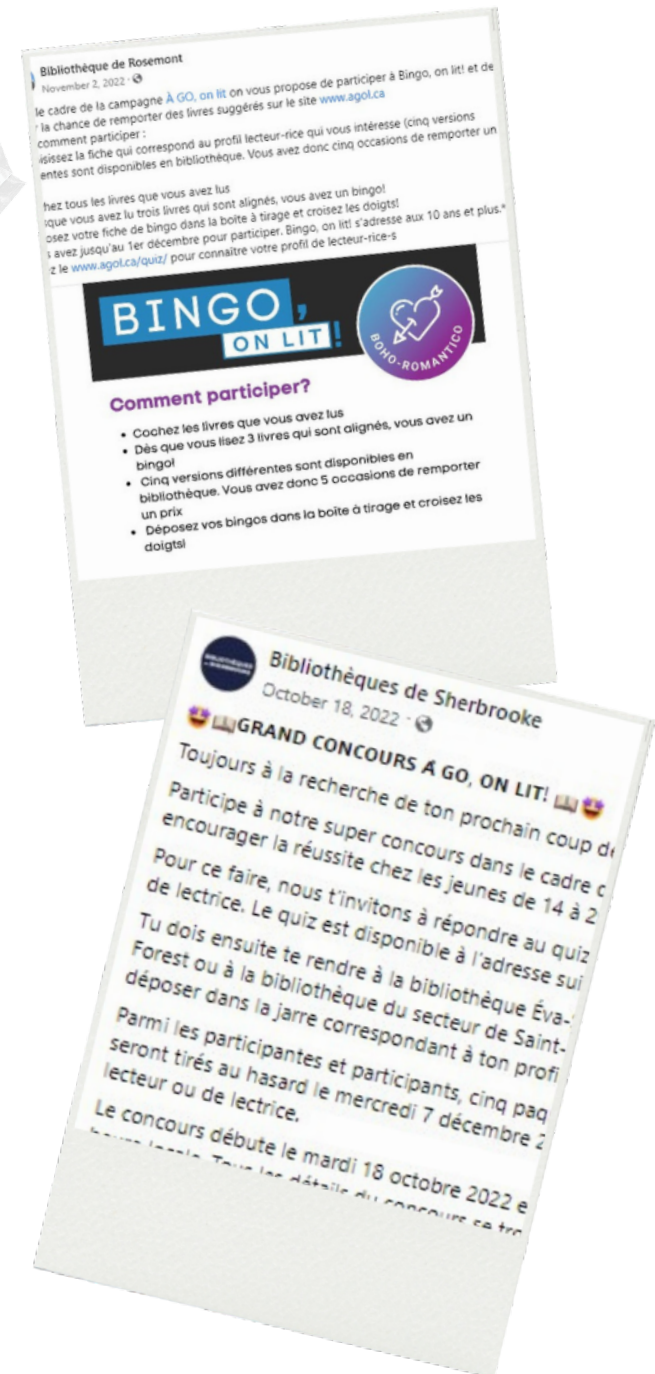 Bibliothèque de Rosemont
November 2, 2022 ·
le cadre de la campagne À GO, on lit on vous propose de participer à Bingo, on lit! et de
la chance de remporter des livres suggérés sur le site www.agol.ca
comment participer :
sissez la fiche qui correspond au profil lecteur-rice qui vous intéresse (cinq versions
entes sont disponibles en bibliothèque. Vous avez donc cinq occasions de remporter un
hez tous les livres que vous avez lus
que vous avez lu trois livres qui sont alignés, vous avez un bingo!
osez votre fiche de bingo dans la boîte à tirage et croisez les doigts!
avez jusqu'au 1er décembre pour participer. Bingo, on lit! s'adresse aux 10 ans et plus.*
z le www.agol.ca/quiz/ pour connaître votre profil de lecteur-rice-s
BINGO,
ON LIT!
BOHO-ROMANTICO
Comment participer?
• Cochez les livres que vous avez lus
• Dès que vous lisez 3 livres qui sont alignés, vous avez un
bingo!
• Cinq versions différentes sont disponibles en
bibliothèque. Vous avez donc 5 occasions de remporter
un prix
• Déposez vos bingos dans la boîte à tirage et croisez les
doigts!
Bibliothèques de Sherbrooke
October 18, 2022 ·
🤩📖GRAND CONCOURS À GO, ON LIT! 📖🤩
Toujours à la recherche de ton prochain coup de
Participe à notre super concours dans le cadre
encourager la réussite chez les jeunes de 14 à 2
Pour ce faire, nous t'invitons à répondre au quiz
de lectrice. Le quiz est disponible à l'adresse sui
Tu dois ensuite te rendre à la bibliothèque Éva-
Forest ou à la bibliothèque du secteur de Saint-
déposer dans la jarre correspondant à ton profi
Parmi les participantes et participants, cinq paq
seront tirés au hasard le mercredi 7 décembre 2
lecteur ou de lectrice.
Le concours débute le mardi 18 octobre 2022 e
heure locale. Tous les détails du concours se tro